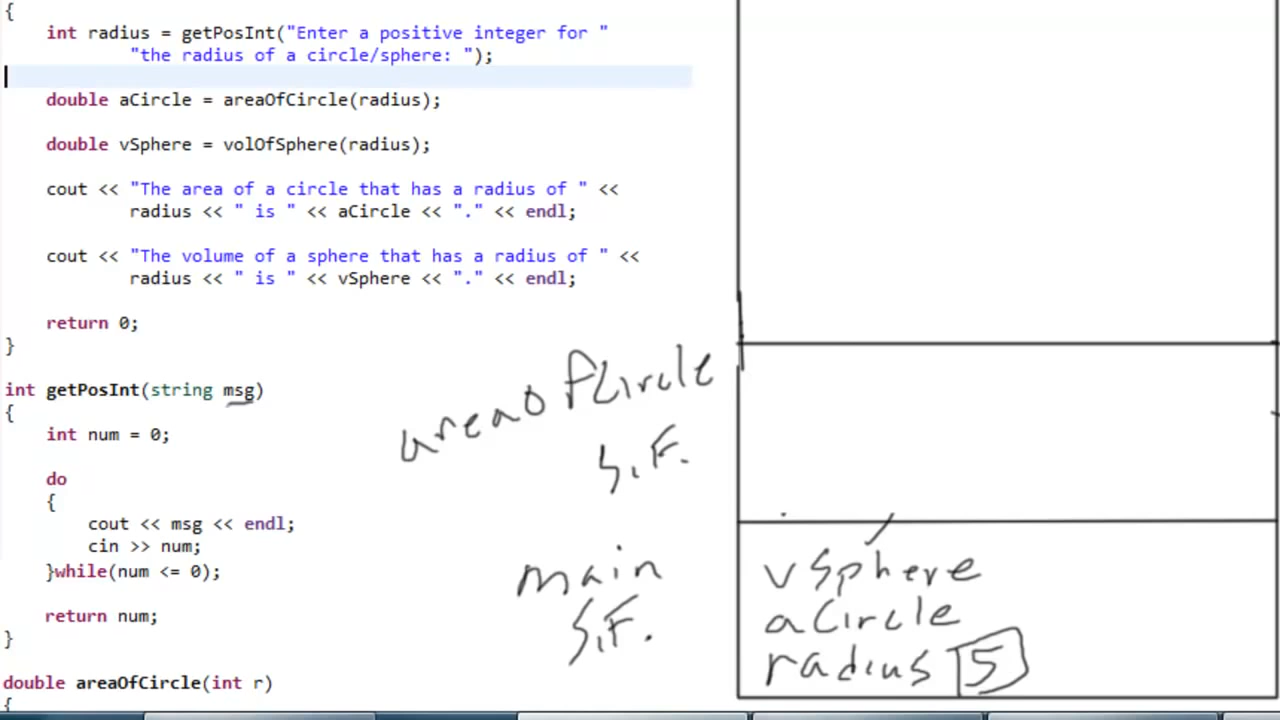 {
int radius = getPosInt("Enter a positive integer for "
"the radius of a circle/sphere: ");
double aCircle = areaOfCircle(radius);
double vSphere = volOfSphere(radius);
cout << "The area of a circle that has a radius of " <<
radius << " is " << aCircle << "." << endl;
cout << "The volume of a sphere that has a radius of " <<
radius << " is " << vSphere << "." << endl;
return 0;
}
int getPosInt(string msg)
{
int num = 0;
do
{
cout << msg << endl;
cin >> num;
}while(num <= 0);
return num;
}
double areaOfCircle(int r)
{
areaOfCircle
S.F.
main
S.F.
vSphere
aCircle
radius 5